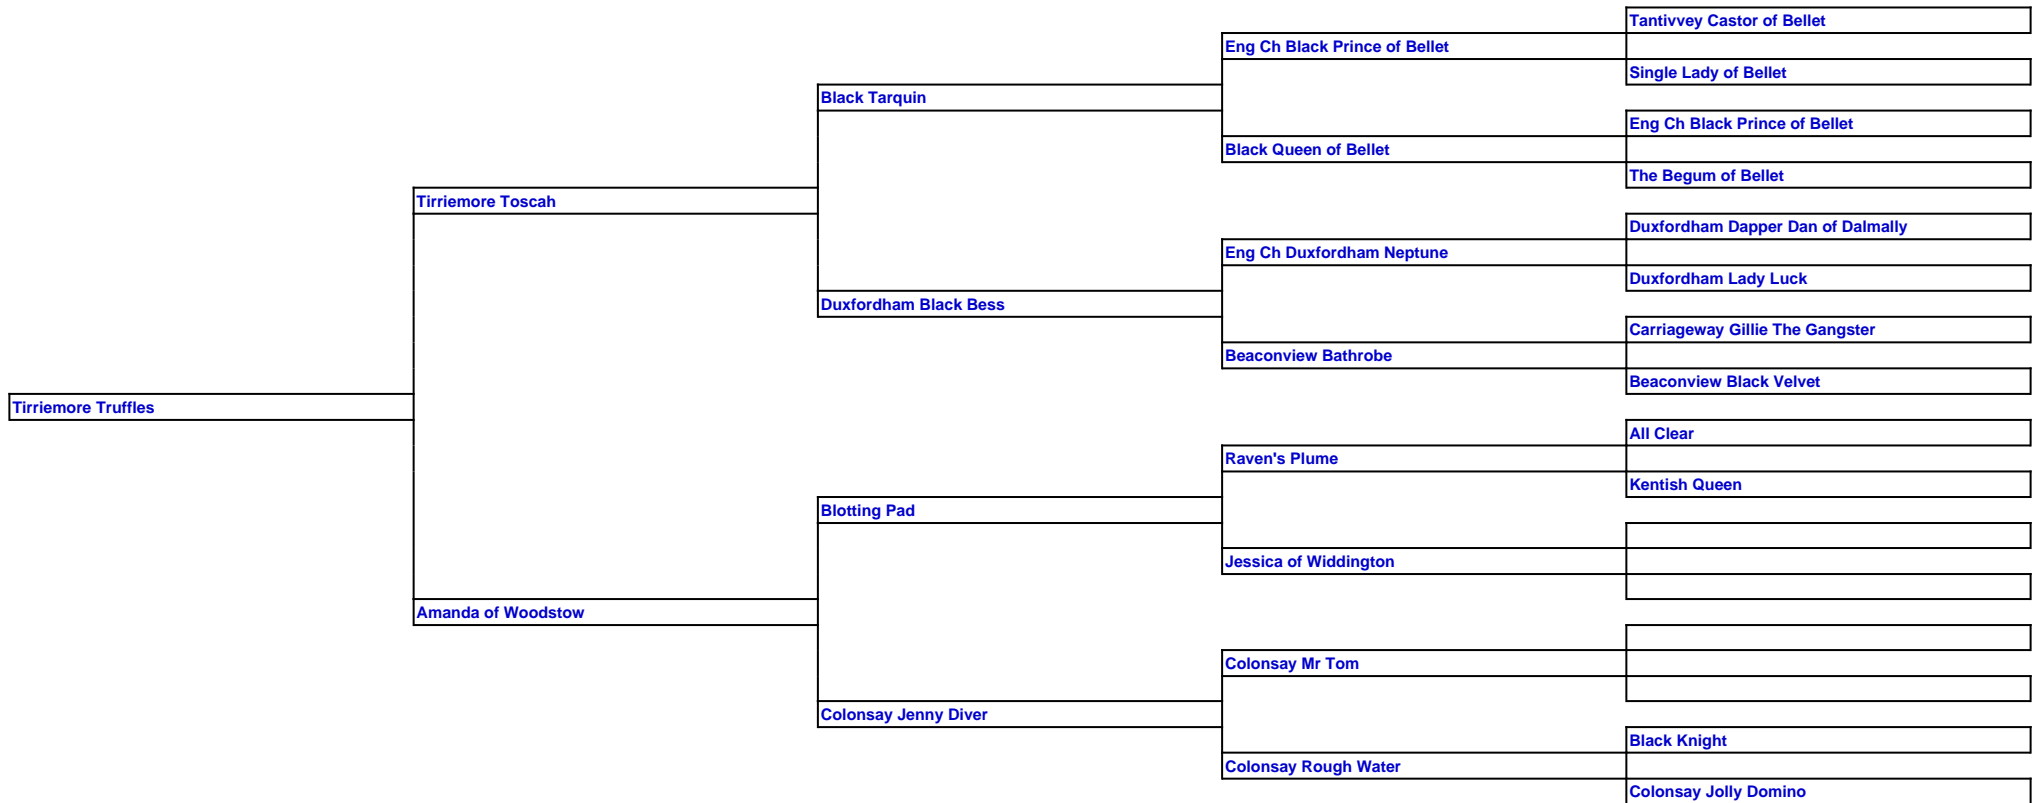 Tantivvey Castor of Bellet
Eng Ch Black Prince of Bellet
Single Lady of Bellet
Black Tarquin
Eng Ch Black Prince of Bellet
Black Queen of Bellet
The Begum of Bellet
Tirriemore Toscah
Duxfordham Dapper Dan of Dalmally
Eng Ch Duxfordham Neptune
Duxfordham Lady Luck
Duxfordham Black Bess
Carriageway Gillie The Gangster
Beaconview Bathrobe
Beaconview Black Velvet
Tirriemore Truffles
All Clear
Raven's Plume
Kentish Queen
Blotting Pad
Jessica of Widdington
Amanda of Woodstow
Colonsay Mr Tom
Colonsay Jenny Diver
Black Knight
Colonsay Rough Water
Colonsay Jolly Domino